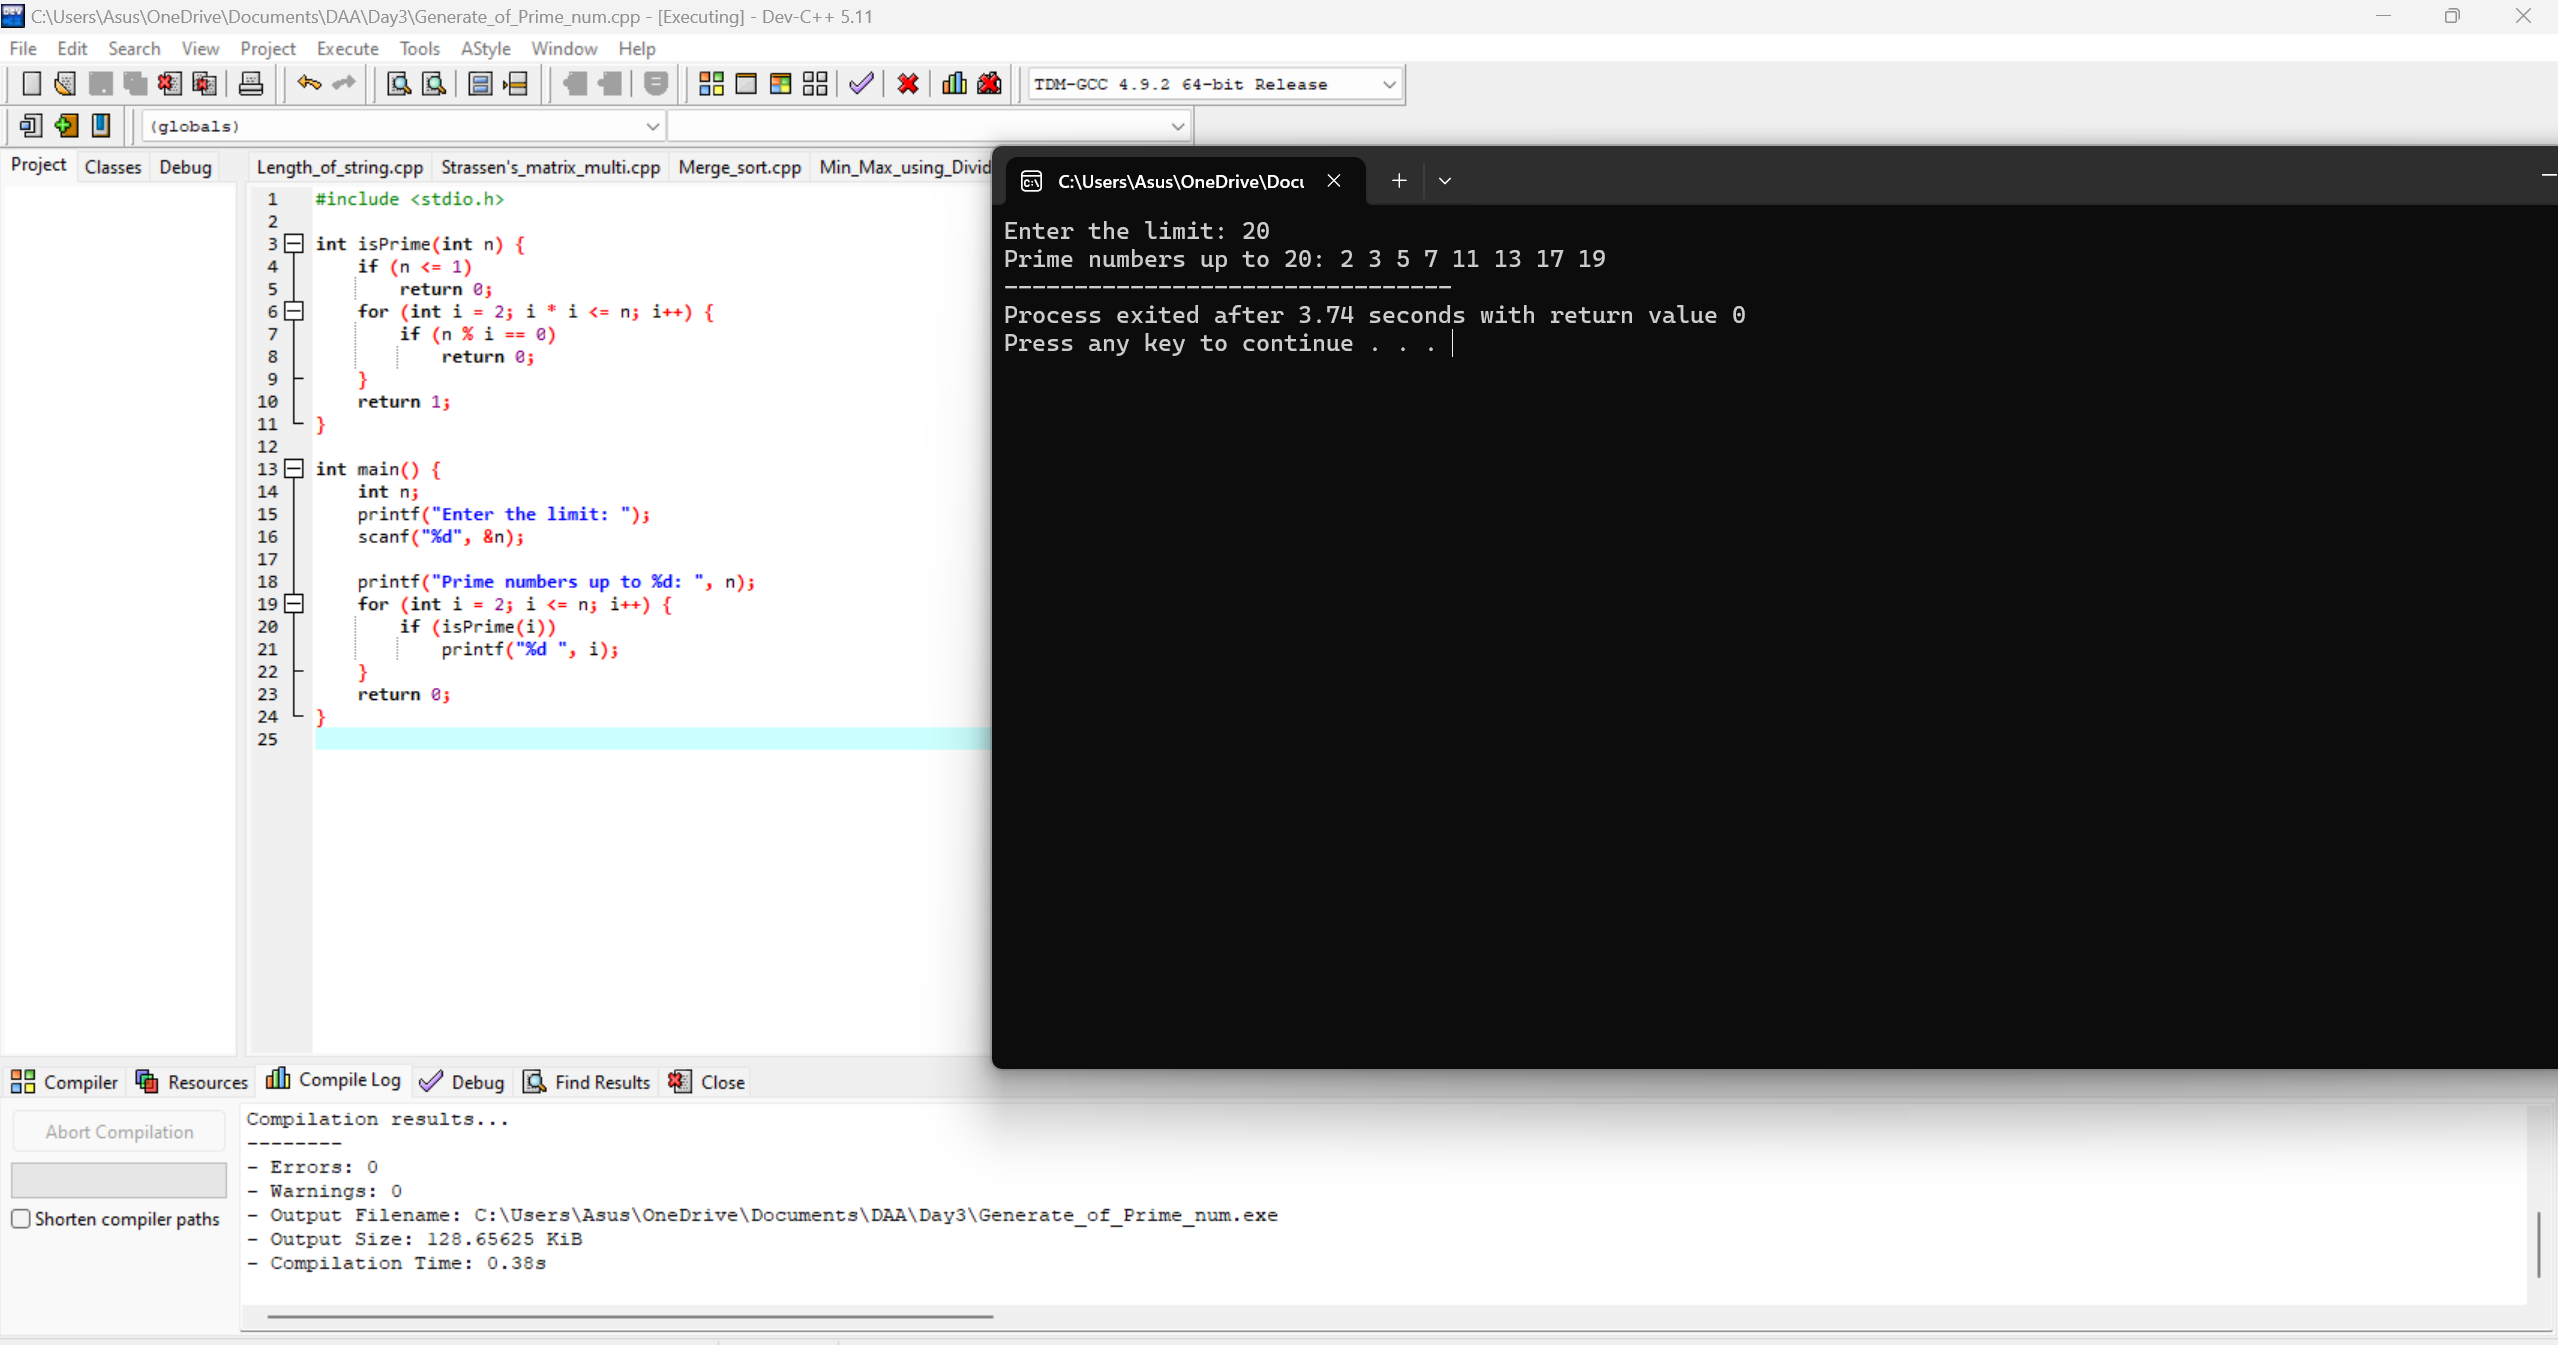 C:\Users\Asus\OneDrive\Documents\DAA\Day3\Generate_of_Prime_num.cpp - [Executing] - Dev-C++ 5.11
File Edit Search View Project Execute Tools AStyle Window Help
TDM-GCC 4.9.2 64-bit Release
(globals)
Project Classes Debug
Length_of_string.cpp Strassen's_matrix_multi.cpp Merge_sort.cpp Min_Max_using_Divid
1 #include <stdio.h>
2
3 int isPrime(int n) {
4 if (n <= 1)
5 return 0;
6 for (int i = 2; i * i <= n; i++) {
7 if (n % i == 0)
8 return 0;
9 }
10 return 1;
11 }
12
13 int main() {
14 int n;
15 printf("Enter the limit: ");
16 scanf("%d", &n);
17
18 printf("Prime numbers up to %d: ", n);
19 for (int i = 2; i <= n; i++) {
20 if (isPrime(i))
21 printf("%d ", i);
22 }
23 return 0;
24 }
25
C:\Users\Asus\OneDrive\Docu
Enter the limit: 20
Prime numbers up to 20: 2 3 5 7 11 13 17 19
--------------------------------
Process exited after 3.74 seconds with return value 0
Press any key to continue . . .
Compiler Resources Compile Log Debug Find Results Close
Abort Compilation
Shorten compiler paths
Compilation results...
--------
- Errors: 0
- Warnings: 0
- Output Filename: C:\Users\Asus\OneDrive\Documents\DAA\Day3\Generate_of_Prime_num.exe
- Output Size: 128.65625 KiB
- Compilation Time: 0.38s